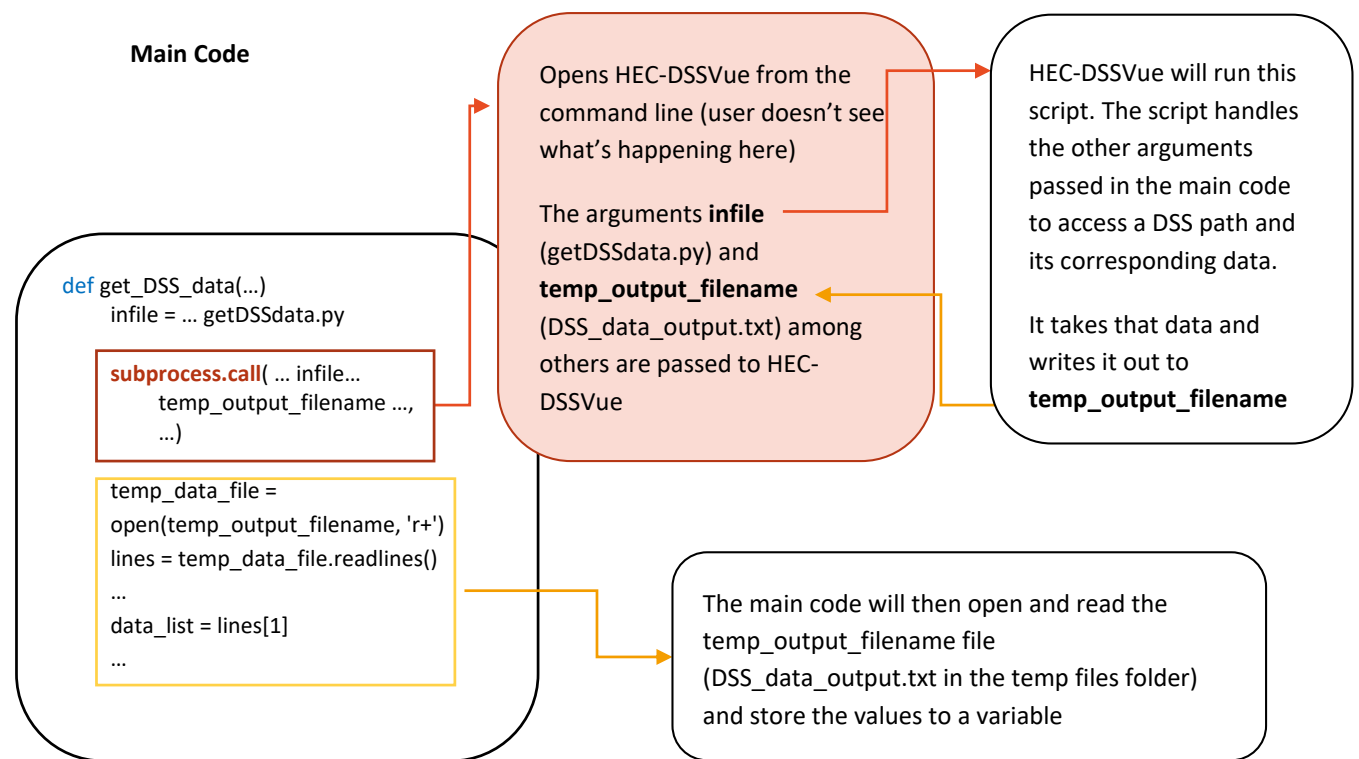 Main Code
def get_DSS_data(...)
infile = ... getDSSdata.py
subprocess.call( ... infile...
temp_output_filename ...,
...)
temp_data_file =
open(temp_output_filename, 'r+')
lines = temp_data_file.readlines()
...
data_list = lines[1]
...
Opens HEC-DSSVue from the
command line (user doesn’t see
what’s happening here)
The arguments infile
(getDSSdata.py) and
temp_output_filename
(DSS_data_output.txt) among
others are passed to HEC-
DSSVue
HEC-DSSVue will run this
script. The script handles
the other arguments
passed in the main code
to access a DSS path and
its corresponding data.
It takes that data and
writes it out to
temp_output_filename
The main code will then open and read the
temp_output_filename file
(DSS_data_output.txt in the temp files folder)
and store the values to a variable